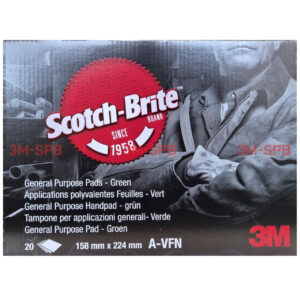 Scotch-Brite™
BRAND
SINCE
1958
3M-SPB 3M-SPB
General Purpose Pads - Green
Applications polyvalentes Feuilles - Vert
General Purpose Handpad - grün
Tampone per applicazioni generali- Verde
General Purpose Pad - Groen
20 158 mm x 224 mm A-VFN
3M